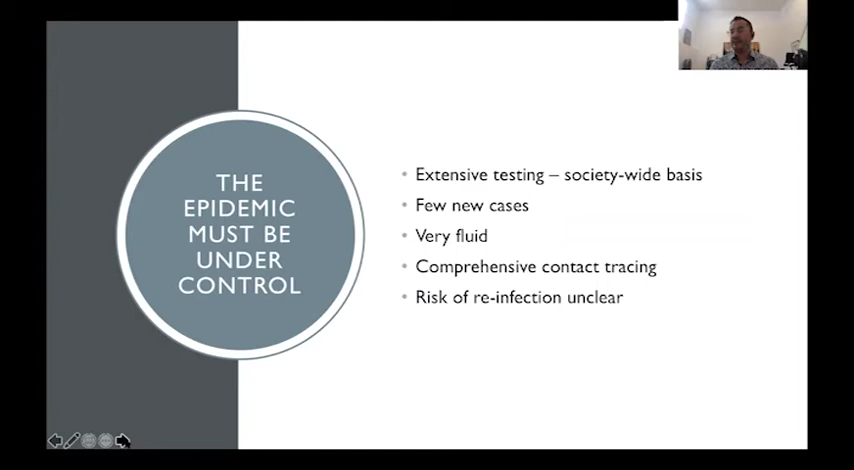 THE
EPIDEMIC
MUST BE
UNDER
CONTROL
• Extensive testing – society-wide basis
• Few new cases
• Very fluid
• Comprehensive contact tracing
• Risk of re-infection unclear